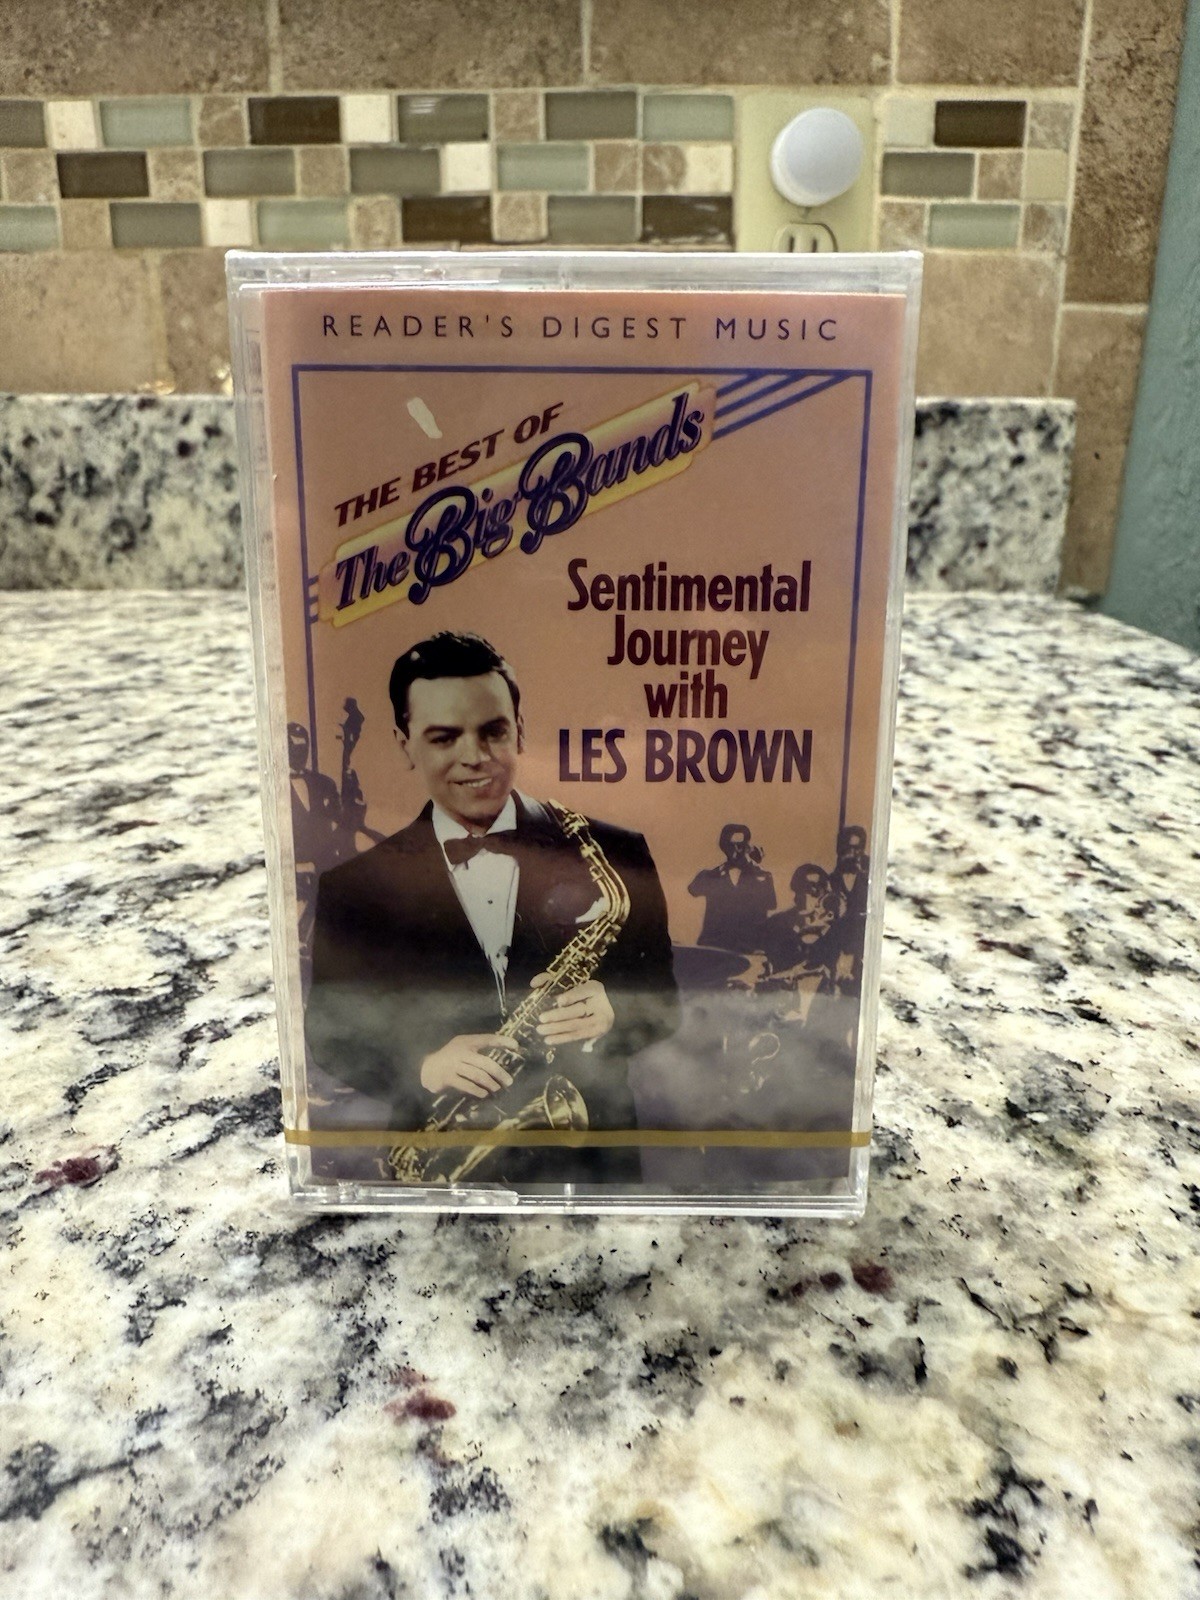 READER'S DIGEST MUSIC
THE BEST OF
The Big Bands
Sentimental
Journey
with
LES BROWN